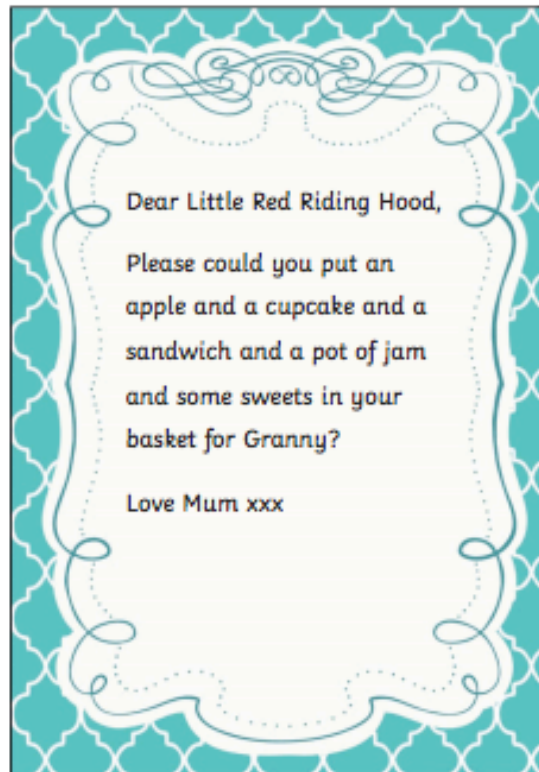 Dear Little Red Riding Hood,
Please could you put an
apple and a cupcake and a
sandwich and a pot of jam
and some sweets in your
basket for Granny?
Love Mum xxx